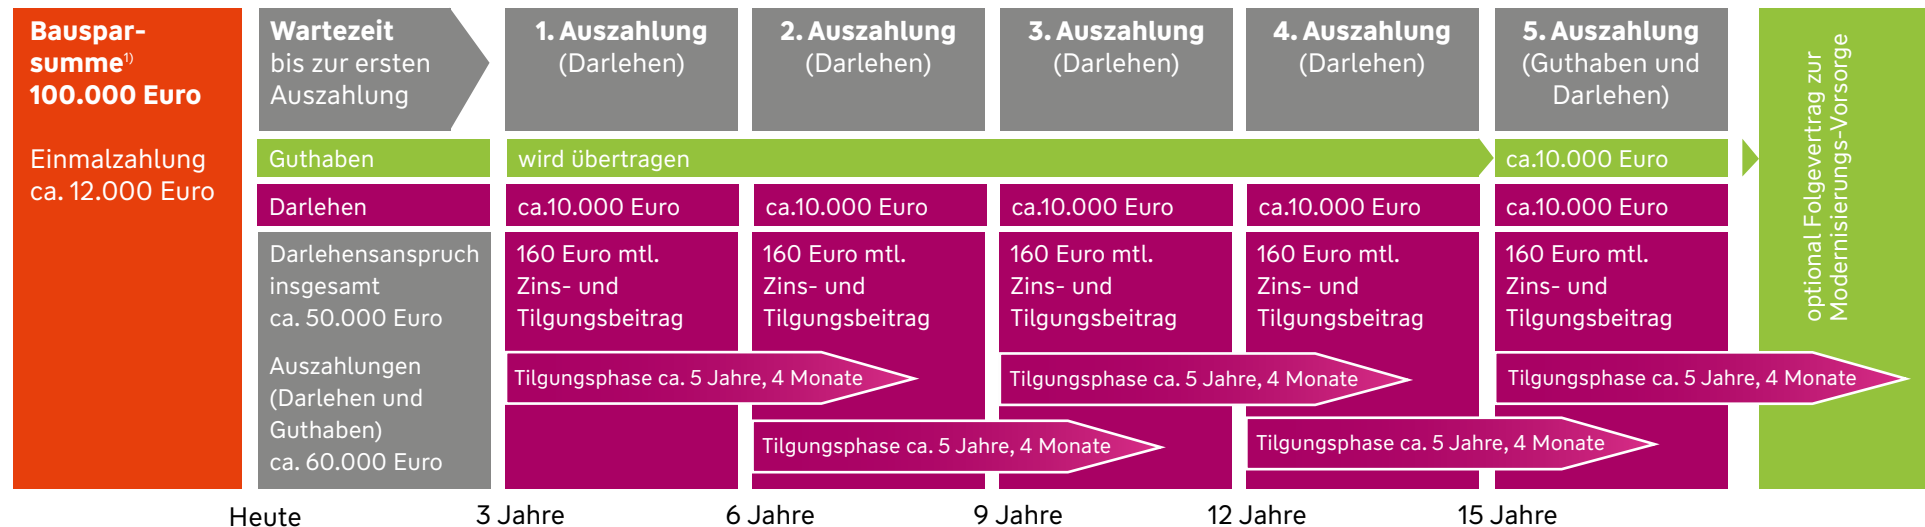 Bauspar-
summe1)
100.000 Euro
Einmalzahlung
ca. 12.000 Euro
Wartezeit
bis zur ersten
Auszahlung
1. Auszahlung
(Darlehen)
2. Auszahlung
(Darlehen)
3. Auszahlung
(Darlehen)
4. Auszahlung
(Darlehen)
5. Auszahlung
(Guthaben und
Darlehen)
Guthaben
wird übertragen
ca.10.000 Euro
Darlehen
ca.10.000 Euro
ca.10.000 Euro
ca.10.000 Euro
ca.10.000 Euro
ca.10.000 Euro
Darlehensanspruch
insgesamt
ca. 50.000 Euro
Auszahlungen
(Darlehen und
Guthaben)
ca. 60.000 Euro
160 Euro mtl.
Zins- und
Tilgungsbeitrag
160 Euro mtl.
Zins- und
Tilgungsbeitrag
160 Euro mtl.
Zins- und
Tilgungsbeitrag
160 Euro mtl.
Zins- und
Tilgungsbeitrag
160 Euro mtl.
Zins- und
Tilgungsbeitrag
Tilgungsphase ca. 5 Jahre, 4 Monate
Tilgungsphase ca. 5 Jahre, 4 Monate
Tilgungsphase ca. 5 Jahre, 4 Monate
Tilgungsphase ca. 5 Jahre, 4 Monate
Tilgungsphase ca. 5 Jahre, 4 Monate
optional Folgevertrag zur
Modernisierungs-Vorsorge
Heute
3 Jahre
6 Jahre
9 Jahre
12 Jahre
15 Jahre